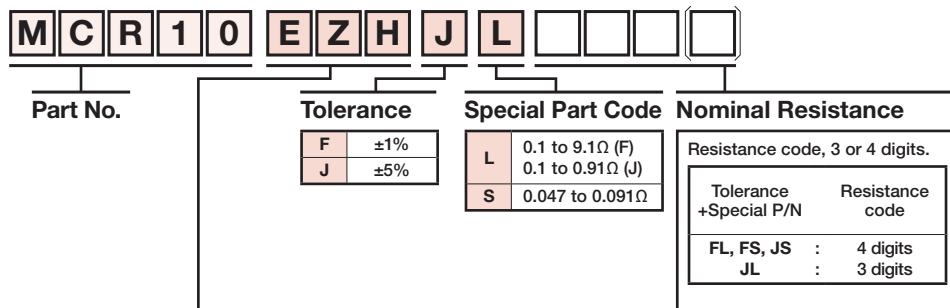 MCR10 EZH J L
Part No.
Tolerance
F ±1%
J ±5%
Special Part Code
L 0.1 to 9.1Ω (F)
0.1 to 0.91Ω (J)
S 0.047 to 0.091Ω
Nominal Resistance
Resistance code, 3 or 4 digits.
Tolerance +Special P/N Resistance code
FL, FS, JS : 4 digits
JL : 3 digits